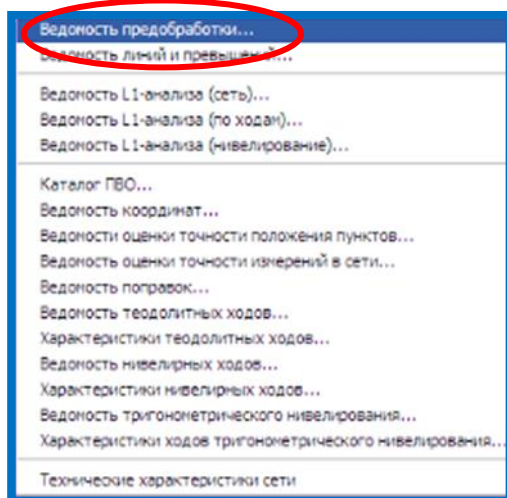 Ведомость предобработки...
Ведомость линий и превышений...
Ведомость L1-анализа (сеть)...
Ведомость L1-анализа (по ходам)...
Ведомость L1-анализа (нивелирование)...
Каталог ПВО...
Ведомость координат...
Ведомости оценки точности положения пунктов...
Ведомость оценки точности измерений в сети...
Ведомость поправок...
Ведомость теодолитных ходов...
Характеристики теодолитных ходов...
Ведомость нивелирных ходов...
Характеристики нивелирных ходов...
Ведомость тригонометрического нивелирования...
Характеристики ходов тригонометрического нивелирования...
Технические характеристики сети